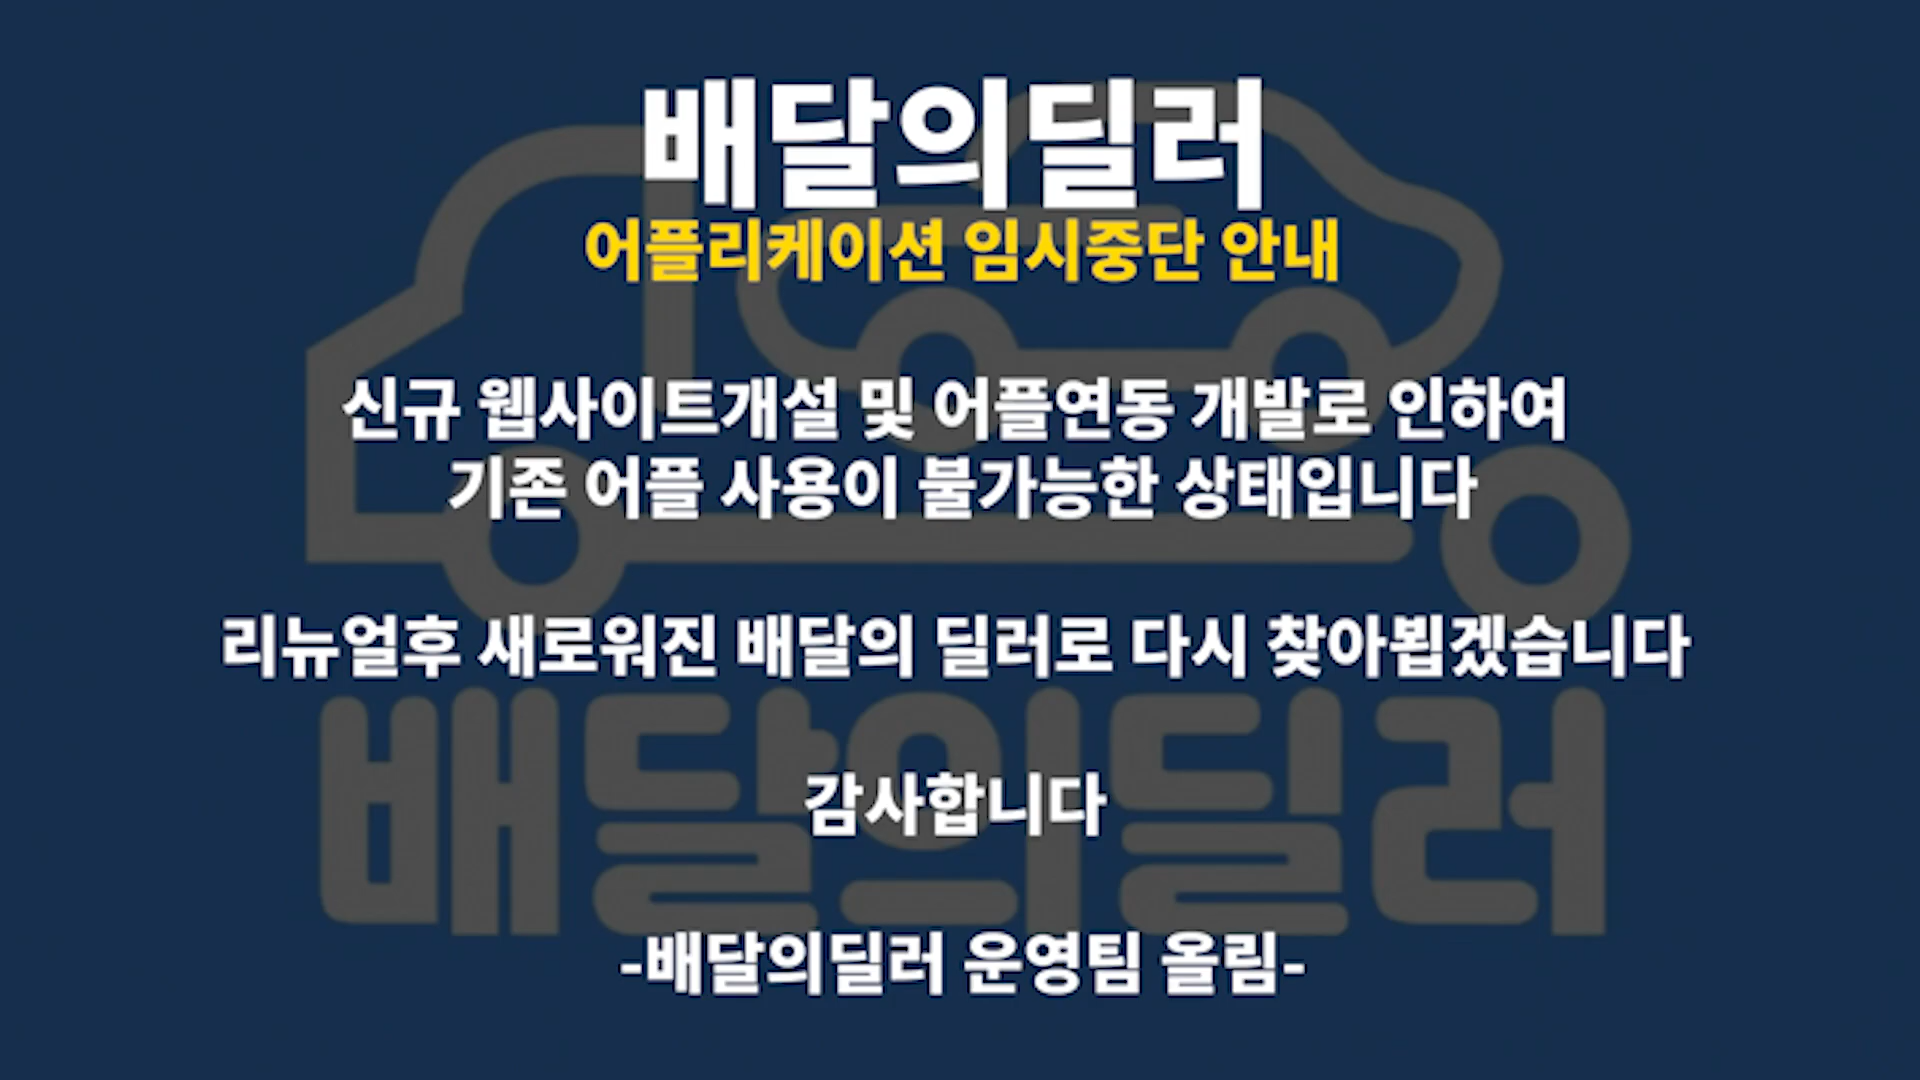 배달의딜러
어플리케이션 임시중단 안내
신규 웹사이트개설 및 어플연동 개발로 인하여
기존 어플 사용이 불가능한 상태입니다
리뉴얼후 새로워진 배달의 딜러로 다시 찾아뵙겠습니다
배달의딜러
감사합니다
-배달의딜러 운영팀 올림-